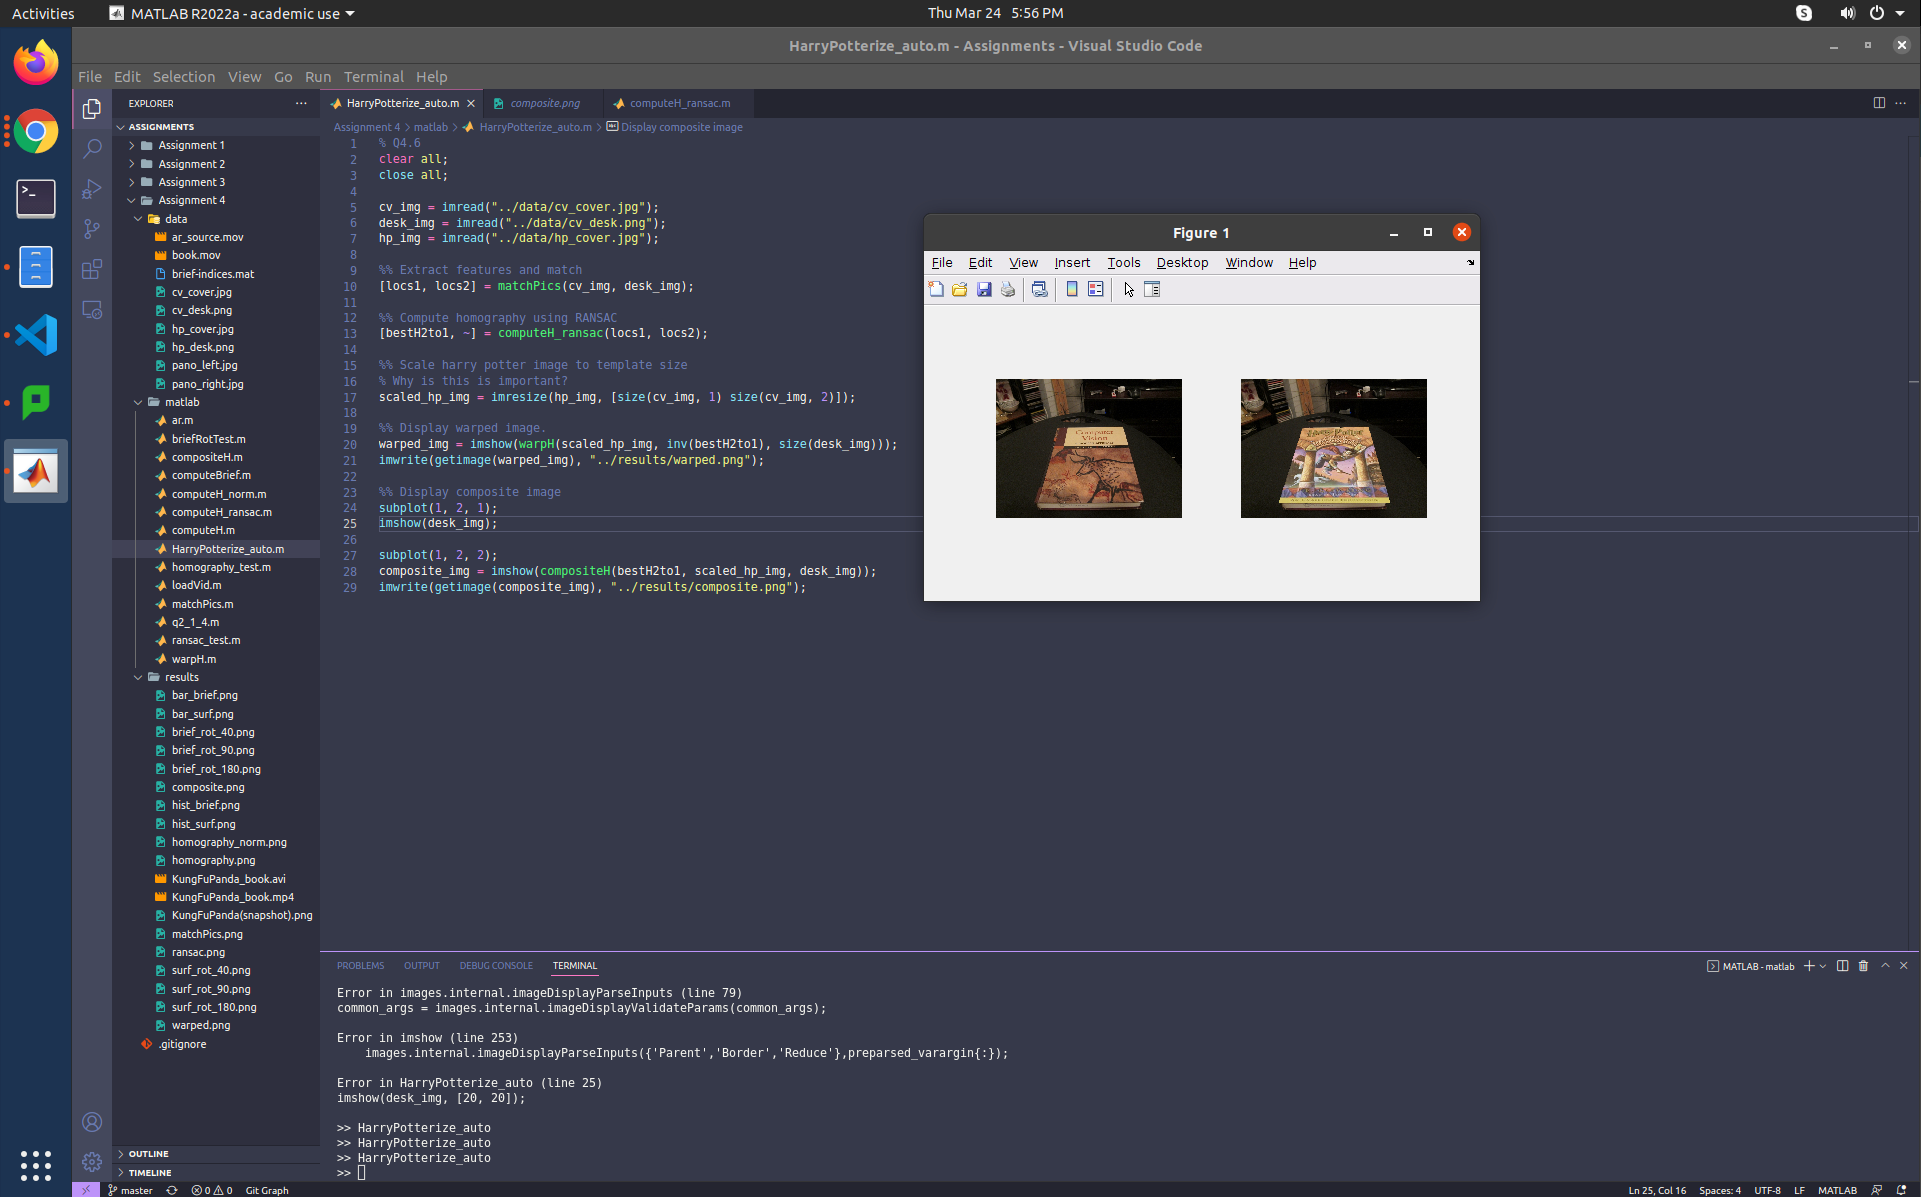 Activities
MATLAB R2022a - academic use
Thu Mar 24 5:56 PM
HarryPotterize_auto.m - Assignments - Visual Studio Code
File Edit Selection View Go Run Terminal Help
EXPLORER
HarryPotterize_auto.m
composite.png
computeH_ransac.m
Assignment 4 > matlab > HarryPotterize_auto.m > Display composite image
ASSIGNMENTS
Assignment 1
Assignment 2
Assignment 3
Assignment 4
data
ar_source.mov
book.mov
brief-indices.mat
cv_cover.jpg
cv_desk.png
hp_cover.jpg
hp_desk.png
pano_left.jpg
pano_right.jpg
matlab
ar.m
briefRotTest.m
compositeH.m
computeBrief.m
computeH_norm.m
computeH_ransac.m
computeH.m
HarryPotterize_auto.m
homography_test.m
loadVid.m
matchPics.m
q2_1_4.m
ransac_test.m
warpH.m
results
bar_brief.png
bar_surf.png
brief_rot_40.png
brief_rot_90.png
brief_rot_180.png
composite.png
hist_brief.png
hist_surf.png
homography_norm.png
homography.png
KungFuPanda_book.avi
KungFuPanda_book.mp4
KungFuPanda(snapshot).png
matchPics.png
ransac.png
surf_rot_40.png
surf_rot_90.png
surf_rot_180.png
warped.png
.gitignore
OUTLINE
TIMELINE
1 % Q4.6
2 clear all;
3 close all;
4
5 cv_img = imread("../data/cv_cover.jpg");
6 desk_img = imread("../data/cv_desk.png");
7 hp_img = imread("../data/hp_cover.jpg");
8
9 %% Extract features and match
10 [locs1, locs2] = matchPics(cv_img, desk_img);
11
12 %% Compute homography using RANSAC
13 [bestH2to1, ~] = computeH_ransac(locs1, locs2);
14
15 %% Scale harry potter image to template size
16 % Why is this is important?
17 scaled_hp_img = imresize(hp_img, [size(cv_img, 1) size(cv_img, 2)]);
18
19 %% Display warped image.
20 warped_img = imshow(warpH(scaled_hp_img, inv(bestH2to1), size(desk_img)));
21 imwrite(getimage(warped_img), "../results/warped.png");
22
23 %% Display composite image
24 subplot(1, 2, 1);
25 imshow(desk_img);
26
27 subplot(1, 2, 2);
28 composite_img = imshow(compositeH(bestH2to1, scaled_hp_img, desk_img));
29 imwrite(getimage(composite_img), "../results/composite.png");
Figure 1
File Edit View Insert Tools Desktop Window Help
Computer
Vision
PROBLEMS OUTPUT DEBUG CONSOLE TERMINAL
MATLAB - matlab
Error in images.internal.imageDisplayParseInputs (line 79)
common_args = images.internal.imageDisplayValidateParams(common_args);
Error in imshow (line 253)
images.internal.imageDisplayParseInputs({'Parent','Border','Reduce'},preparsed_varargin{:});
Error in HarryPotterize_auto (line 25)
imshow(desk_img, [20, 20]);
>> HarryPotterize_auto
>> HarryPotterize_auto
>> HarryPotterize_auto
>>
master 0 0 Git Graph
Ln 25, Col 16 Spaces: 4 UTF-8 LF MATLAB